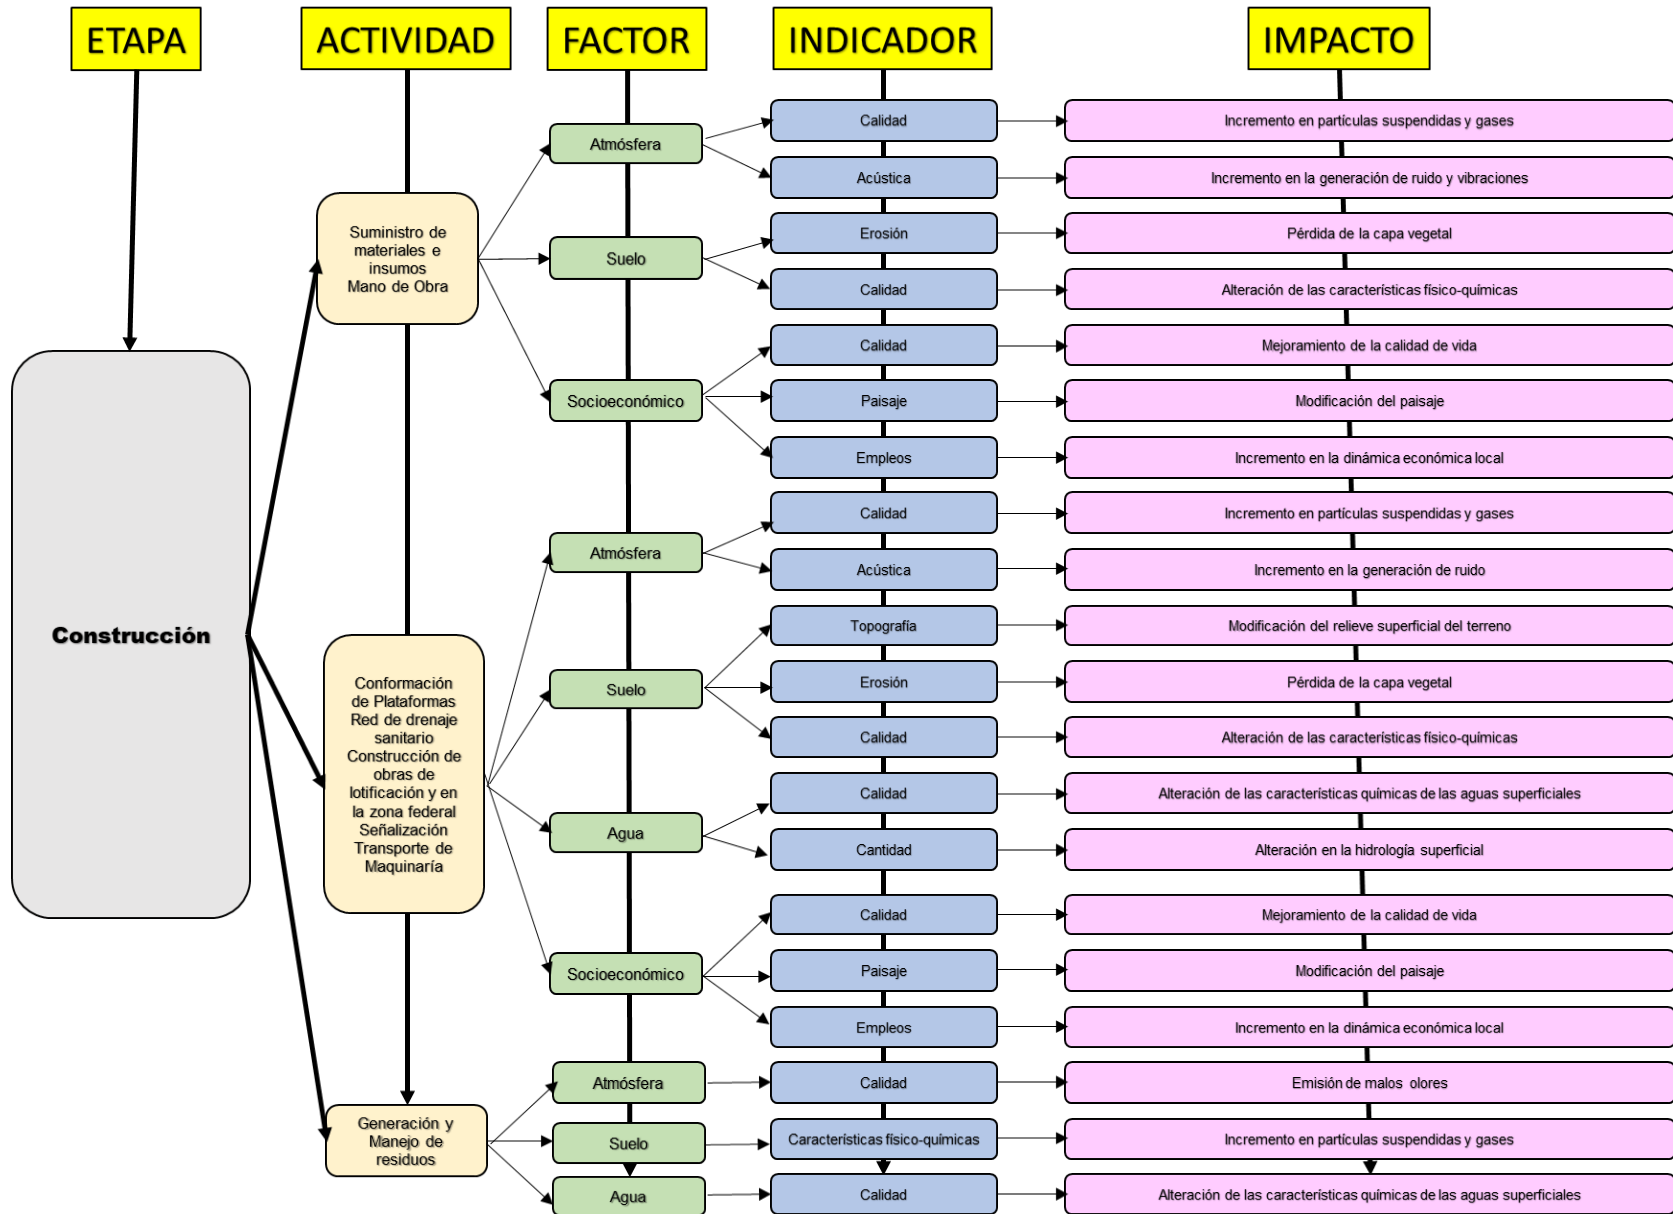 ETAPA
ACTIVIDAD
FACTOR
INDICADOR
IMPACTO
Construcción
Suministro de
materiales e
insumos
Mano de Obra
Atmósfera
Calidad
Incremento en partículas suspendidas y gases
Acústica
Incremento en la generación de ruido y vibraciones
Suelo
Erosión
Pérdida de la capa vegetal
Calidad
Alteración de las características físico-químicas
Socioeconómico
Calidad
Mejoramiento de la calidad de vida
Paisaje
Modificación del paisaje
Empleos
Incremento en la dinámica económica local
Conformación
de Plataformas
Red de drenaje
sanitario
Construcción de
obras de
lotificación y en
la zona federal
Señalización
Transporte de
Maquinaría
Atmósfera
Calidad
Incremento en partículas suspendidas y gases
Acústica
Incremento en la generación de ruido
Suelo
Topografía
Modificación del relieve superficial del terreno
Erosión
Pérdida de la capa vegetal
Calidad
Alteración de las características físico-químicas
Agua
Calidad
Alteración de las características químicas de las aguas superficiales
Cantidad
Alteración en la hidrología superficial
Socioeconómico
Calidad
Mejoramiento de la calidad de vida
Paisaje
Modificación del paisaje
Empleos
Incremento en la dinámica económica local
Generación y
Manejo de
residuos
Atmósfera
Calidad
Emisión de malos olores
Suelo
Características físico-químicas
Incremento en partículas suspendidas y gases
Agua
Calidad
Alteración de las características químicas de las aguas superficiales